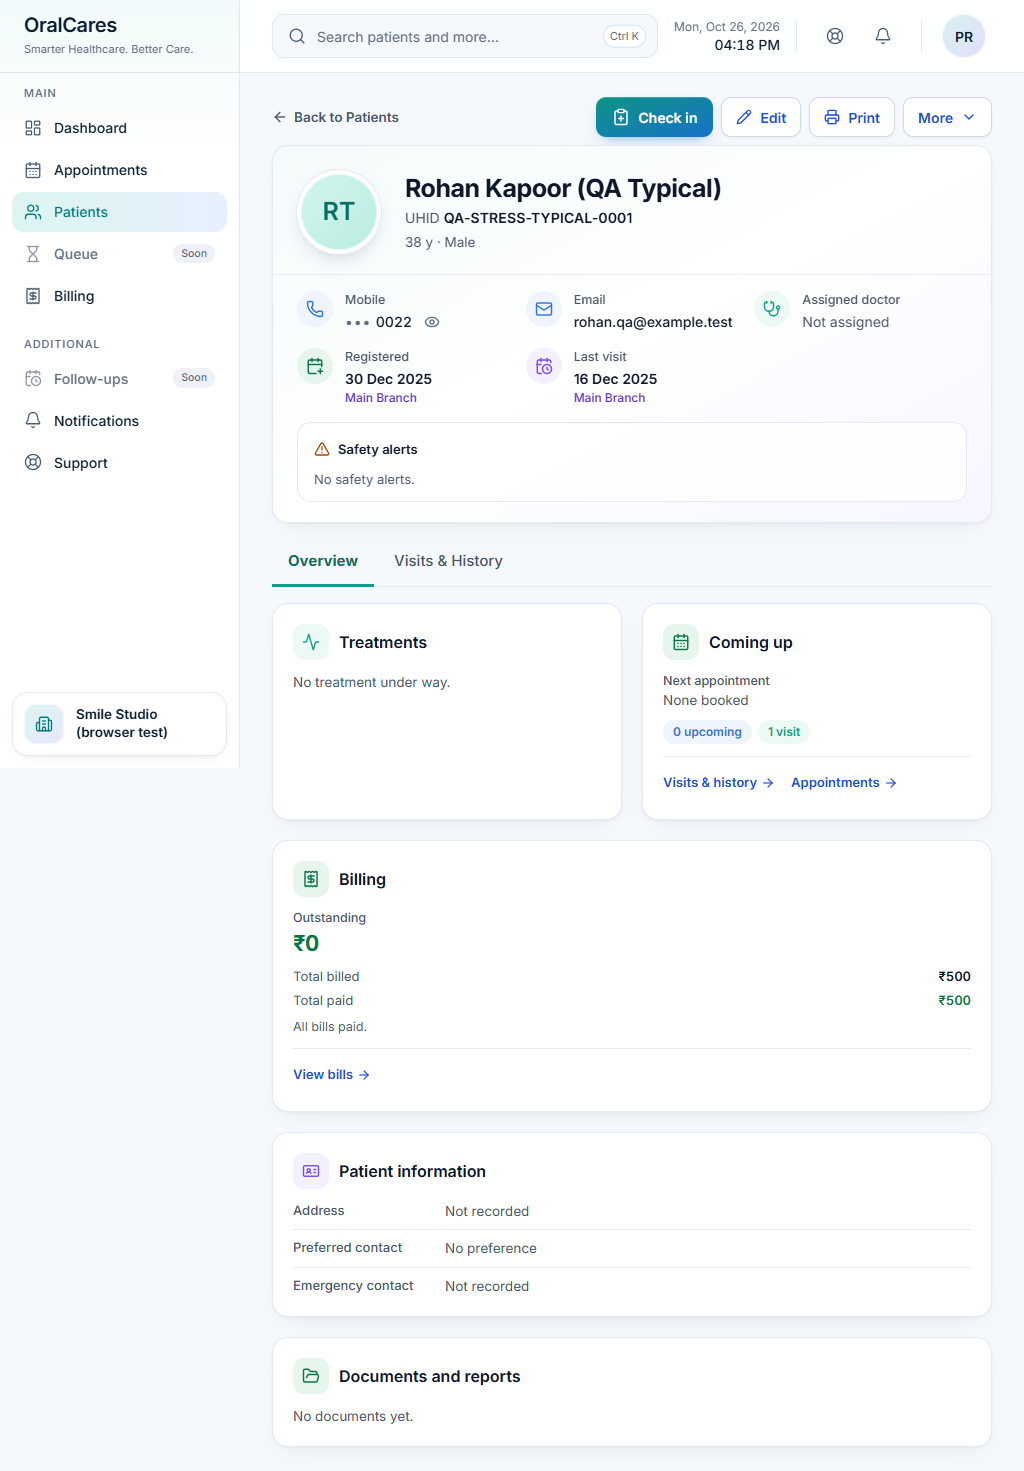 OralCares
Smarter Healthcare. Better Care.
Search patients and more...
Ctrl K
Mon, Oct 26, 2026
04:18 PM
PR
MAIN
Dashboard
Appointments
Patients
Queue
Soon
Billing
ADDITIONAL
Follow-ups
Soon
Notifications
Support
Smile Studio
(browser test)
Back to Patients
Check in
Edit
Print
More
RT
Rohan Kapoor (QA Typical)
UHID QA-STRESS-TYPICAL-0001
38 y · Male
Mobile
••• 0022
Email
rohan.qa@example.test
Assigned doctor
Not assigned
Registered
30 Dec 2025
Main Branch
Last visit
16 Dec 2025
Main Branch
Safety alerts
No safety alerts.
Overview
Visits & History
Treatments
No treatment under way.
Coming up
Next appointment
None booked
0 upcoming
1 visit
Visits & history →
Appointments →
Billing
Outstanding
₹0
Total billed
₹500
Total paid
₹500
All bills paid.
View bills →
Patient information
Address
Not recorded
Preferred contact
No preference
Emergency contact
Not recorded
Documents and reports
No documents yet.